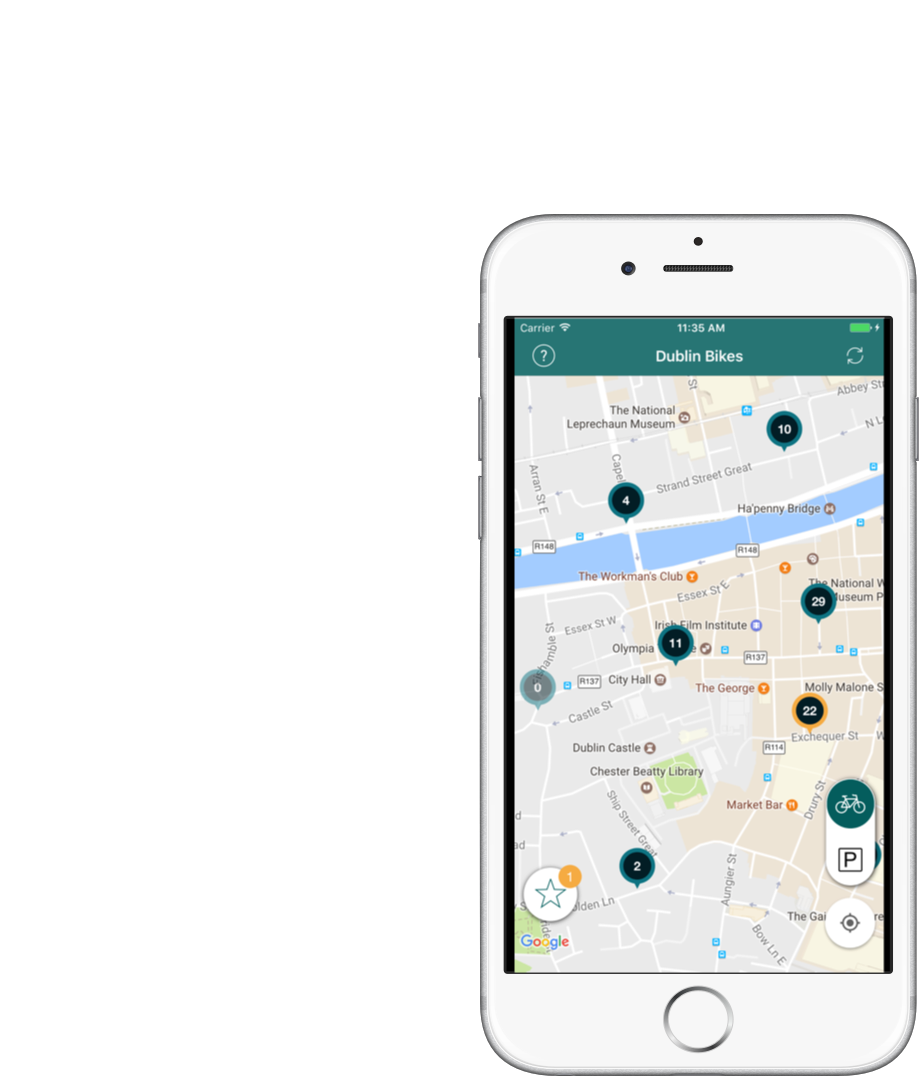 Carrier
11:35 AM
?
Dublin Bikes
St
Abbey St
The National
Leprechaun Museum
10
N L
Arran St E
Capel
Strand Street Great
4
Ha'penny Bridge
R148
R148
The Workman's Club
The National W
Museum P
Essex St E
29
Essex St W
Irish Film Institute
11
Olympia
R137
R137
City Hall
0
The George
Molly Malone S
Castle St
22
Exchequer St
W
Dublin Castle
R114
Chester Beatty Library
Ship Street Great
Market Bar
Drury St
ad
P
2
1
Aungier St
olden Ln
The Gai
re
Bow Ln E
Google